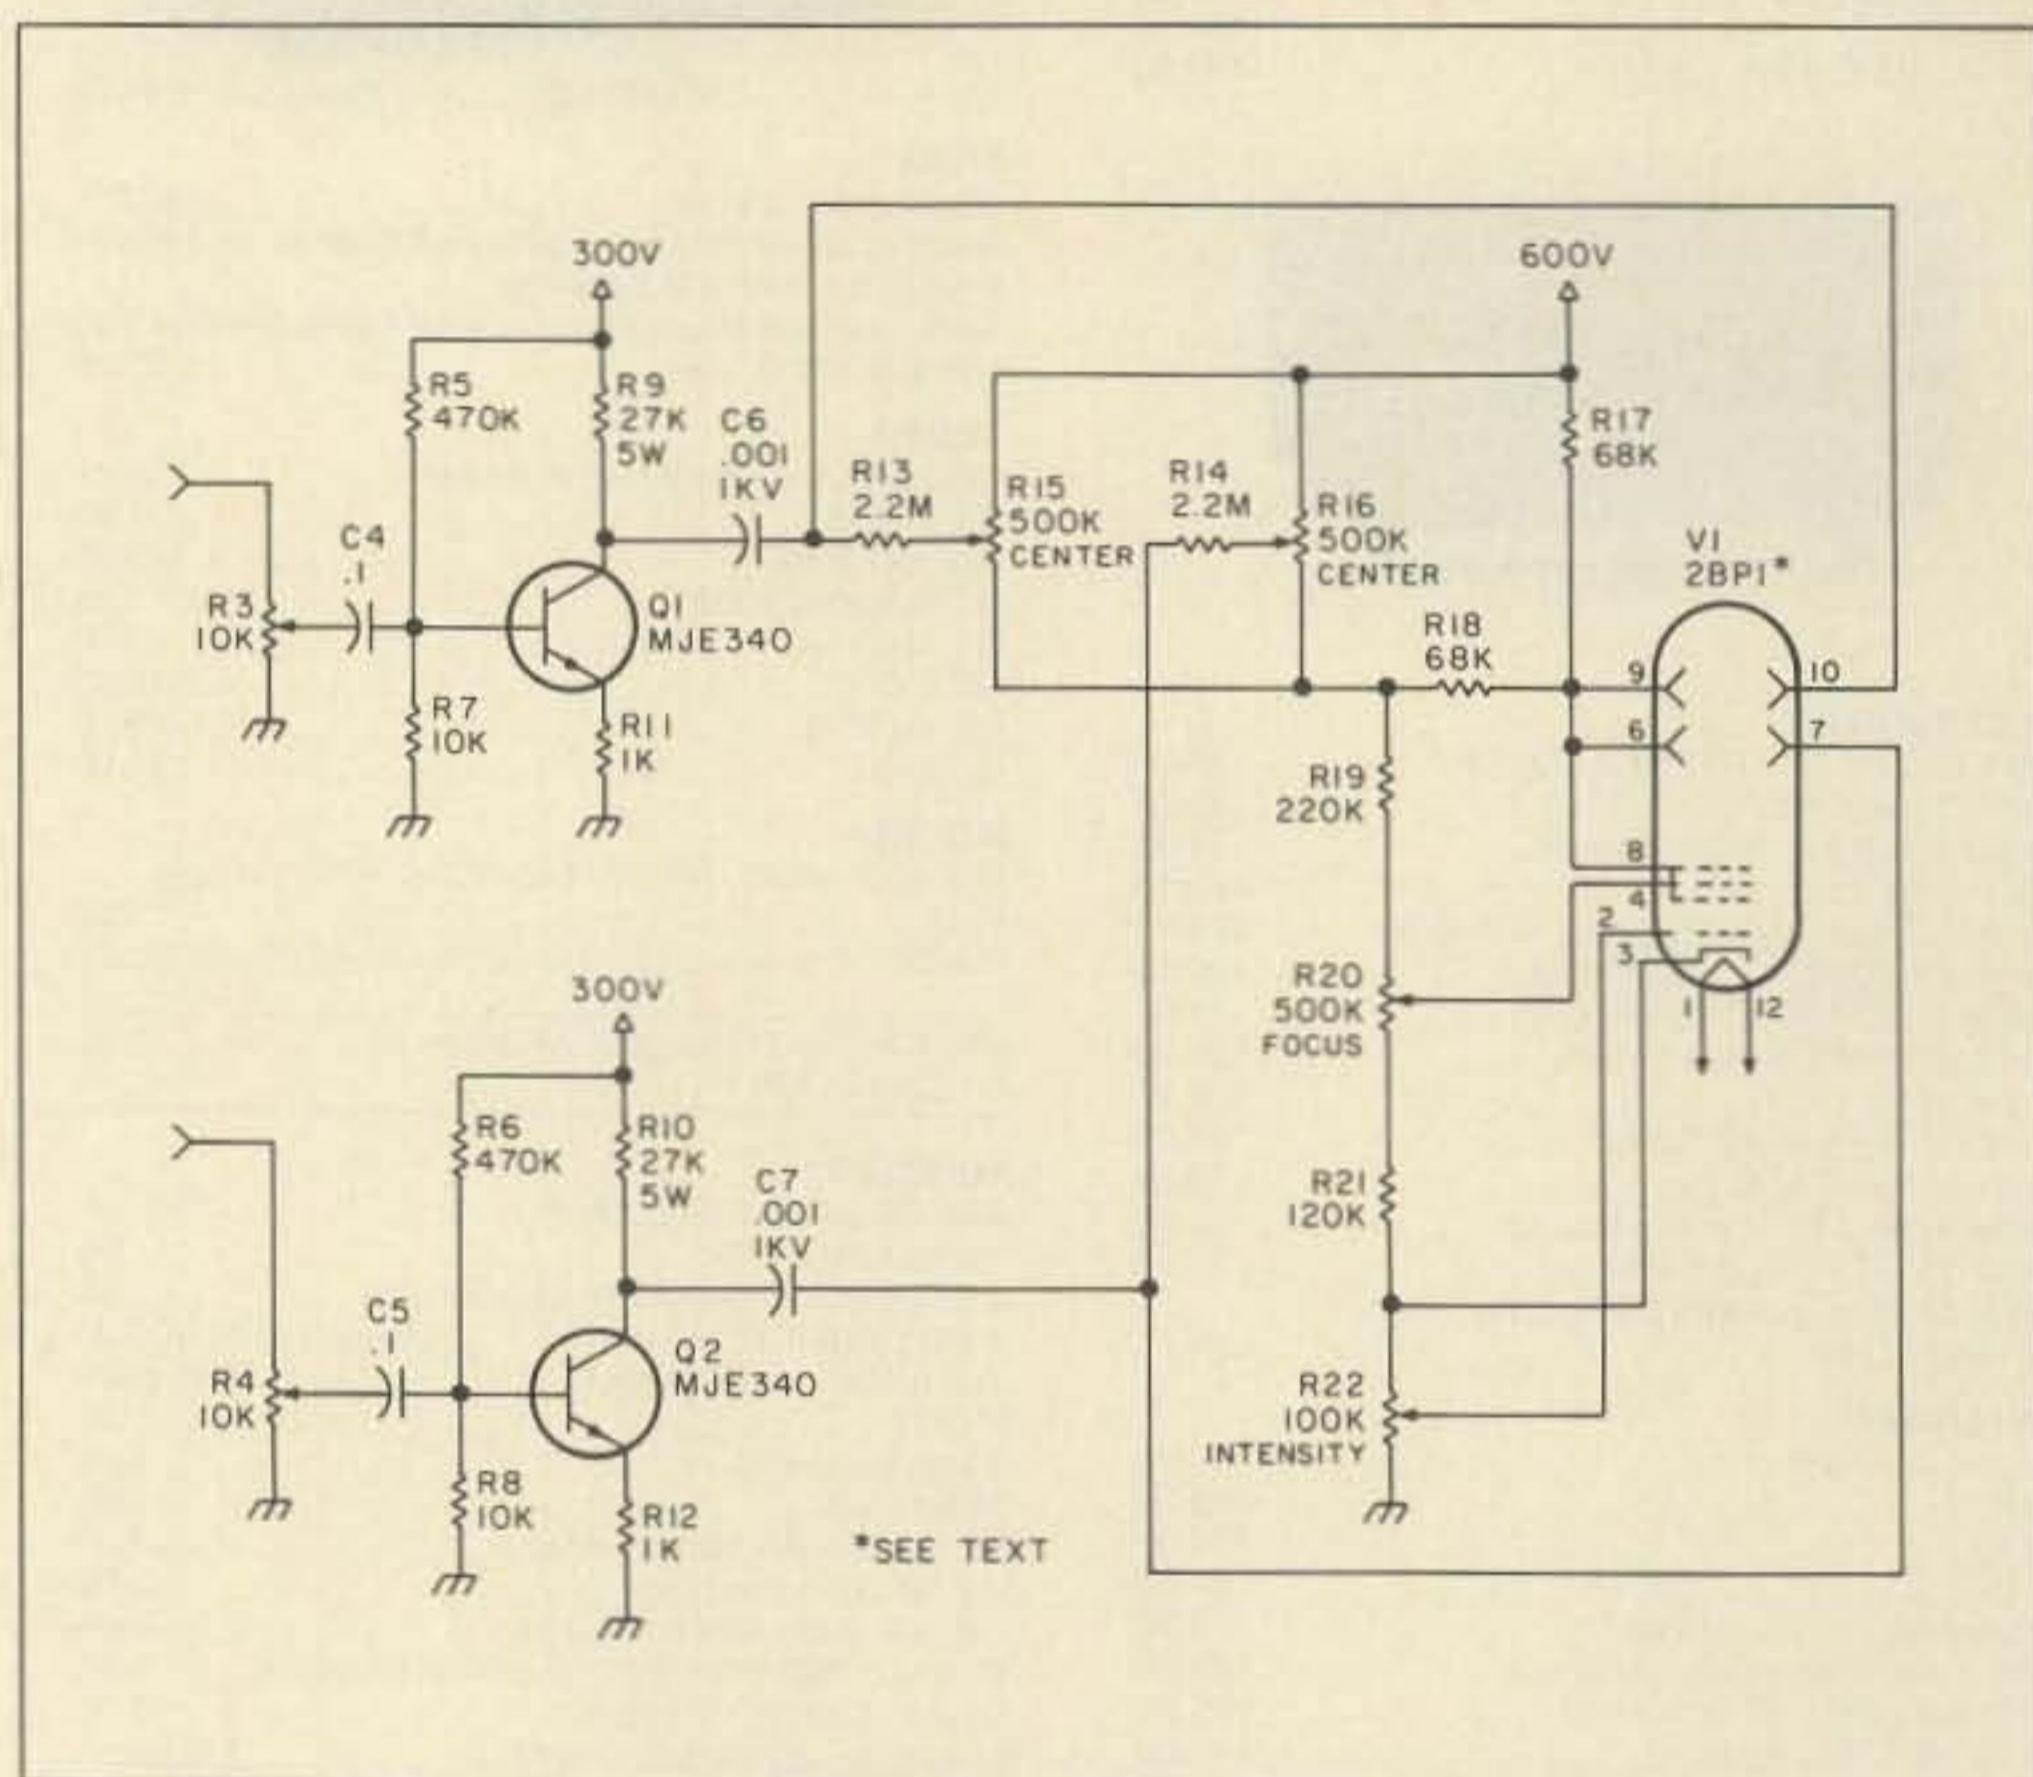 300V
600V
R5
470K
R9
27K
5W
C6
.001
1KV
R13
2.2M
R15
500K
CENTER
R14
2.2M
R16
500K
CENTER
R17
68K
C4
.1
R3
10K
Q1
MJE340
R7
10K
R11
1K
R18
68K
V1
2BP1*
9
10
6
7
8
4
2
3
1
12
R19
220K
R20
500K
FOCUS
R21
120K
R22
100K
INTENSITY
300V
R6
470K
R10
27K
5W
C7
.001
1KV
C5
.1
R4
10K
Q2
MJE340
R8
10K
R12
1K
*SEE TEXT